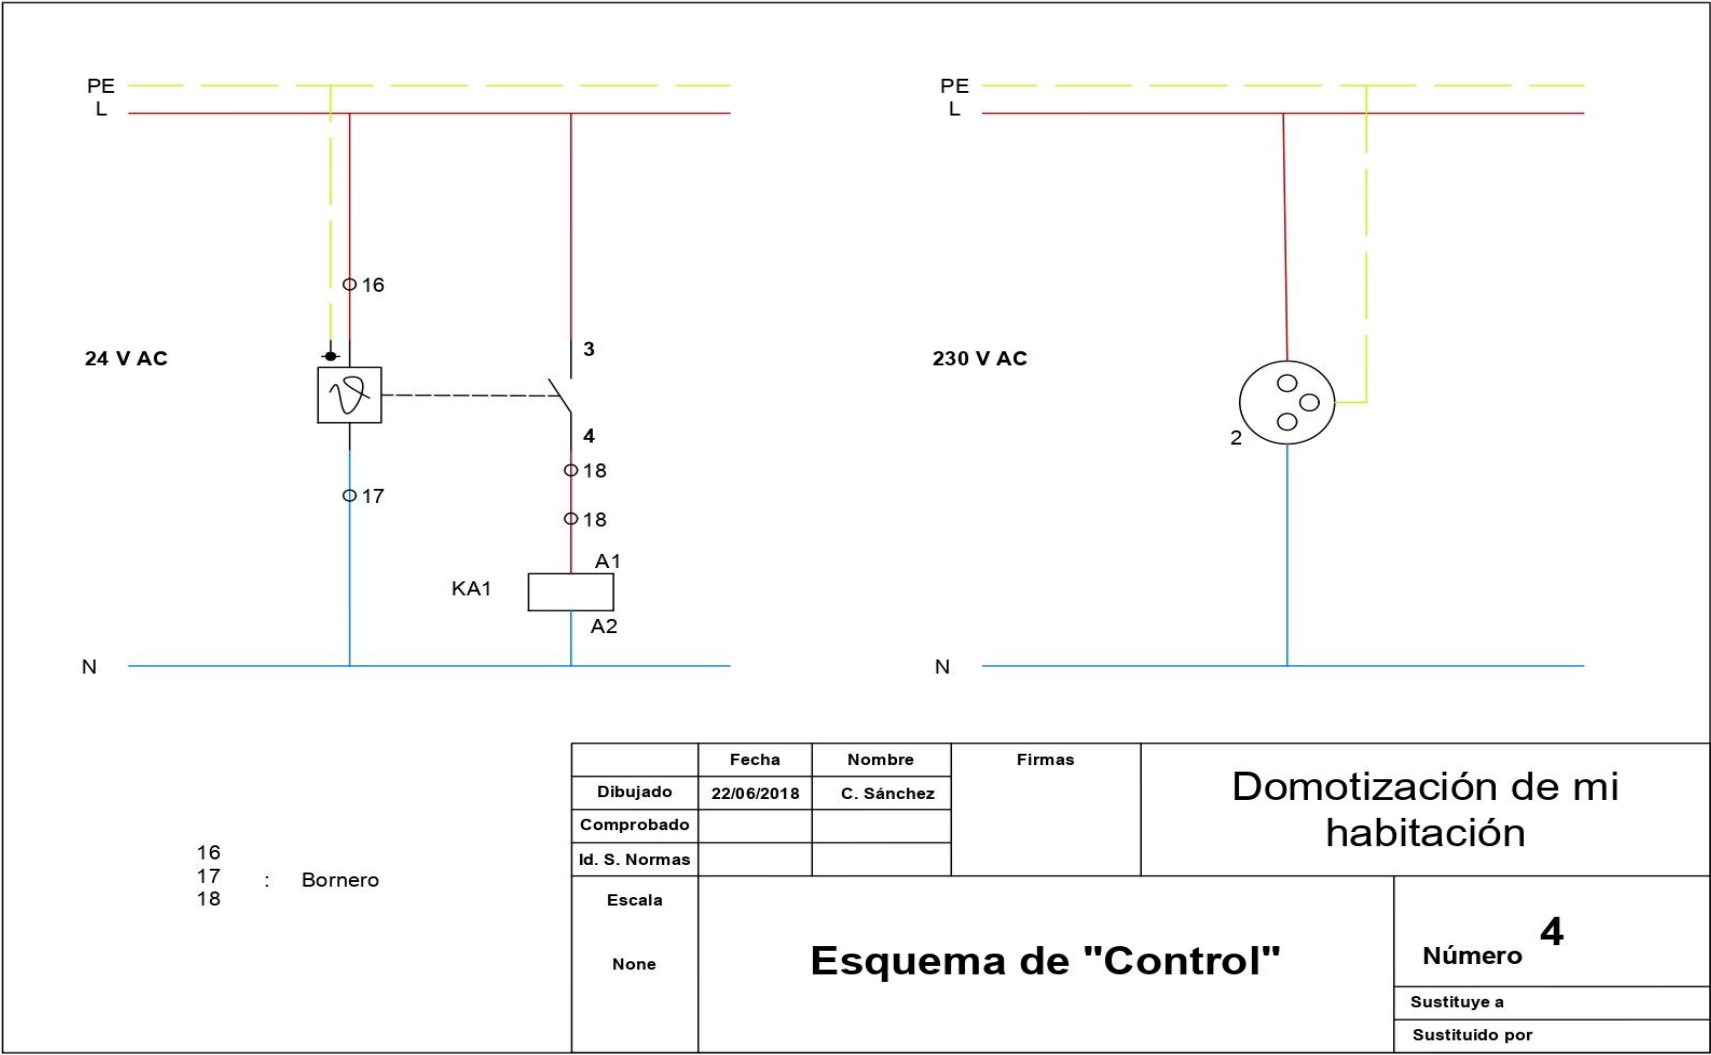 PE
L
PE
L
16
24 V AC
3
230 V AC
4
2
18
17
18
A1
KA1
A2
N
N
Fecha
Nombre
Firmas
Domotización de mi
habitación
Dibujado
22/06/2018
C. Sánchez
Comprobado
Id. S. Normas
16
17
18
: Bornero
Escala
None
Esquema de "Control"
Número 4
Sustituye a
Sustituido por